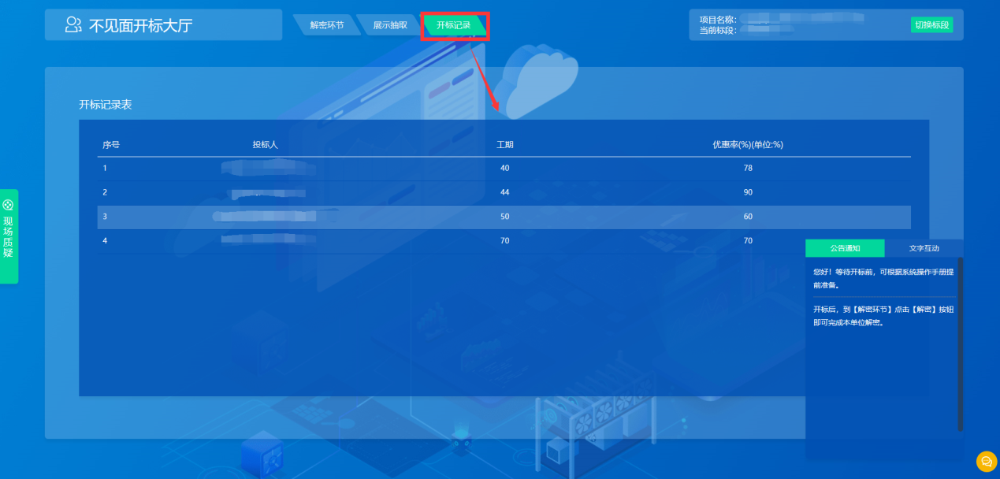 不见面开标大厅
解密环节
展示抽取
开标记录
项目名称：
当前标段：
切换标段
开标记录表
序号 投标人 工期 优惠率(%)(单位:%)
1 40 78
2 44 90
3 50 60
4 70 70
现场质疑
公告通知 文字互动
您好！等待开标前，可根据系统操作手册提
前准备。
开标后，到【解密环节】点击【解密】按钮
即可完成本单位解密。